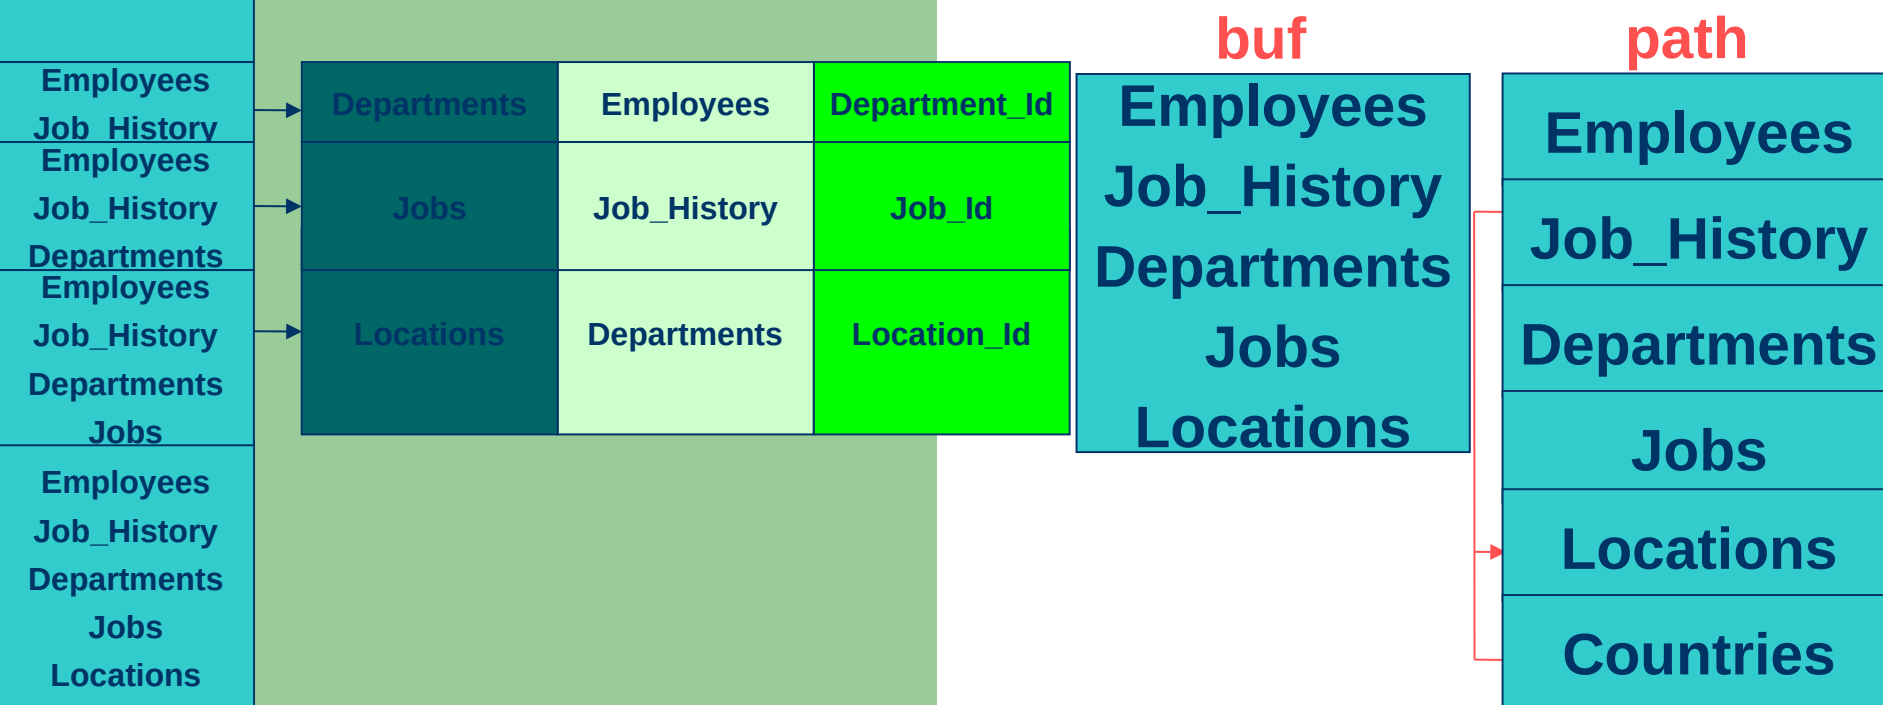 Employees
Job_History
Employees
Job_History
Departments
Employees
Job_History
Departments
Jobs
Employees
Job_History
Departments
Jobs
Locations
Departments Employees Department_Id
Jobs Job_History Job_Id
Locations Departments Location_Id
buf
Employees
Job_History
Departments
Jobs
Locations
path
Employees
Job_History
Departments
Jobs
Locations
Countries